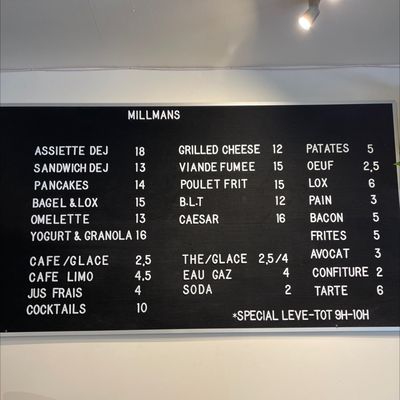 MILLMANS
ASSIETTE DEJ 18
SANDWICH DEJ 13
PANCAKES 14
BAGEL & LOX 15
OMELETTE 13
YOGURT & GRANOLA 16
CAFE/GLACE 2,5
CAFE LIMO 4,5
JUS FRAIS 4
COCKTAILS 10
GRILLED CHEESE 12
VIANDE FUMEE 15
POULET FRIT 15
B.L.T 12
CAESAR 16
THE/GLACE 2,5/4
EAU GAZ 4
SODA 2
PATATES 5
OEUF 2,5
LOX 6
PAIN 3
BACON 5
FRITES 5
AVOCAT 3
CONFITURE 2
TARTE 6
*SPECIAL LEVE-TOT 9H-10H